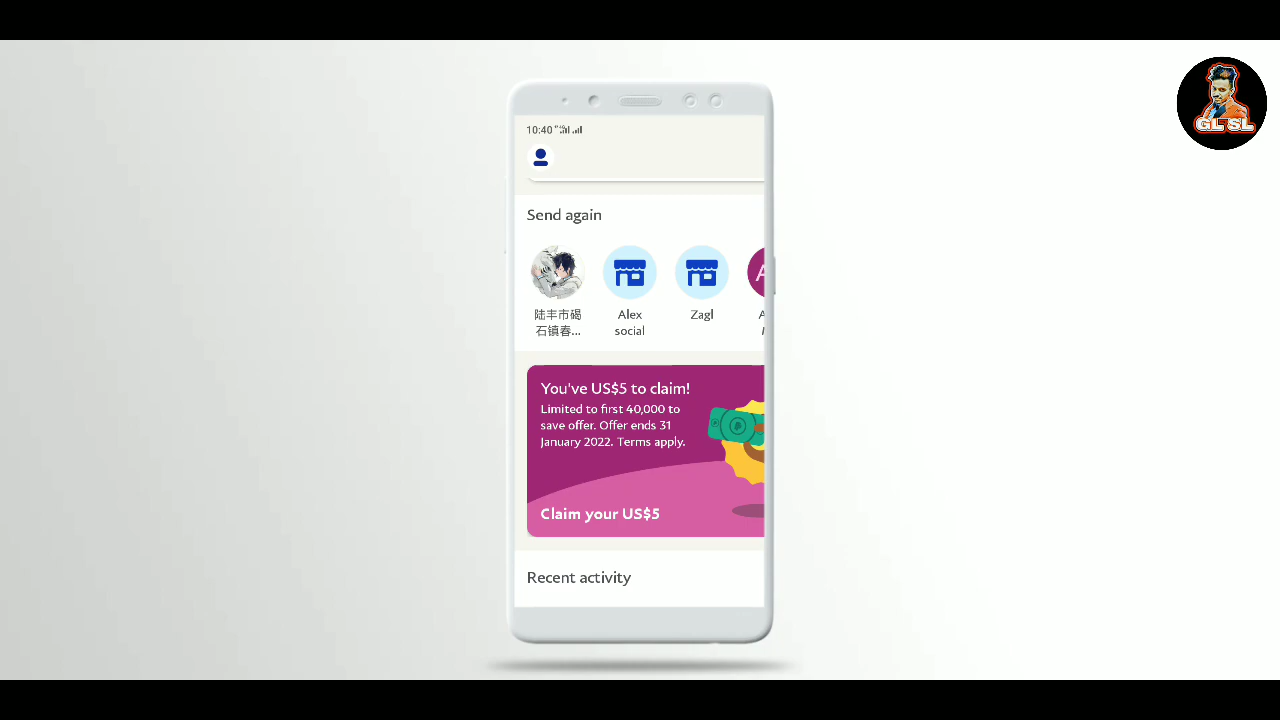 GL SL
10:40
Send again
陆丰市碣
石镇春...
Alex
social
Zagl
A
You've US$5 to claim!
Limited to first 40,000 to
save offer. Offer ends 31
January 2022. Terms apply.
Claim your US$5
Recent activity